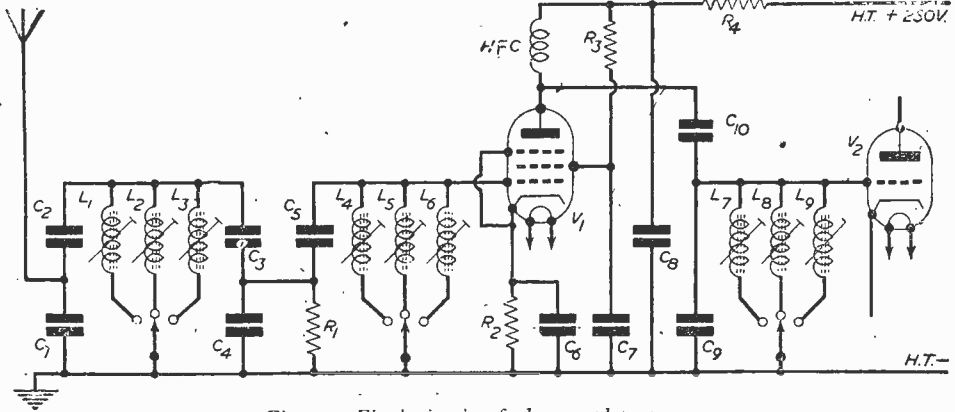 HFC
R3
R4
H.T. + 250V.
C10
V2
L1
L2
L3
C2
C3
C5
L4
L5
L6
V1
L7
L8
L9
C8
C1
C4
R1
R2
C6
C7
C9
H.T.—